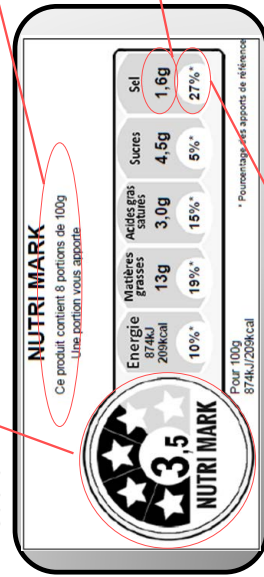 NUTRI MARK
Ce produit contient 8 portions de 100g
Une portion vous apporte
Energie
874kJ
209kcal
10%*
Matières
grasses
13g
19%*
Acides gras
saturés
3,0g
15%*
Sucres
4,5g
5%*
Sel
1,6g
27%*
3,5
NUTRI MARK
Pour 100g
874kJ/209kcal
* Pourcentage des apports de référence